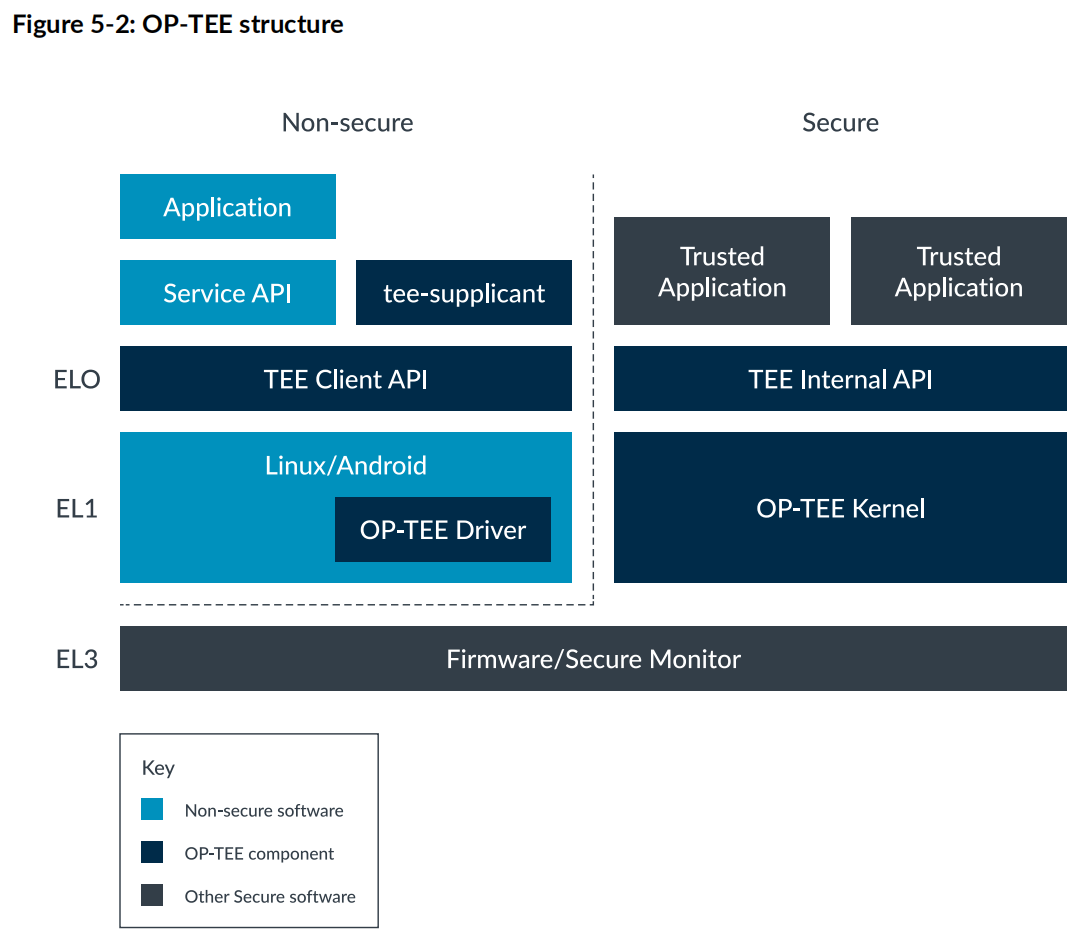 Figure 5-2: OP-TEE structure
Non-secure
Secure
Application
Service API
tee-supplicant
Trusted
Application
Trusted
Application
EL0
TEE Client API
TEE Internal API
Linux/Android
EL1
OP-TEE Driver
OP-TEE Kernel
EL3
Firmware/Secure Monitor
Key
Non-secure software
OP-TEE component
Other Secure software